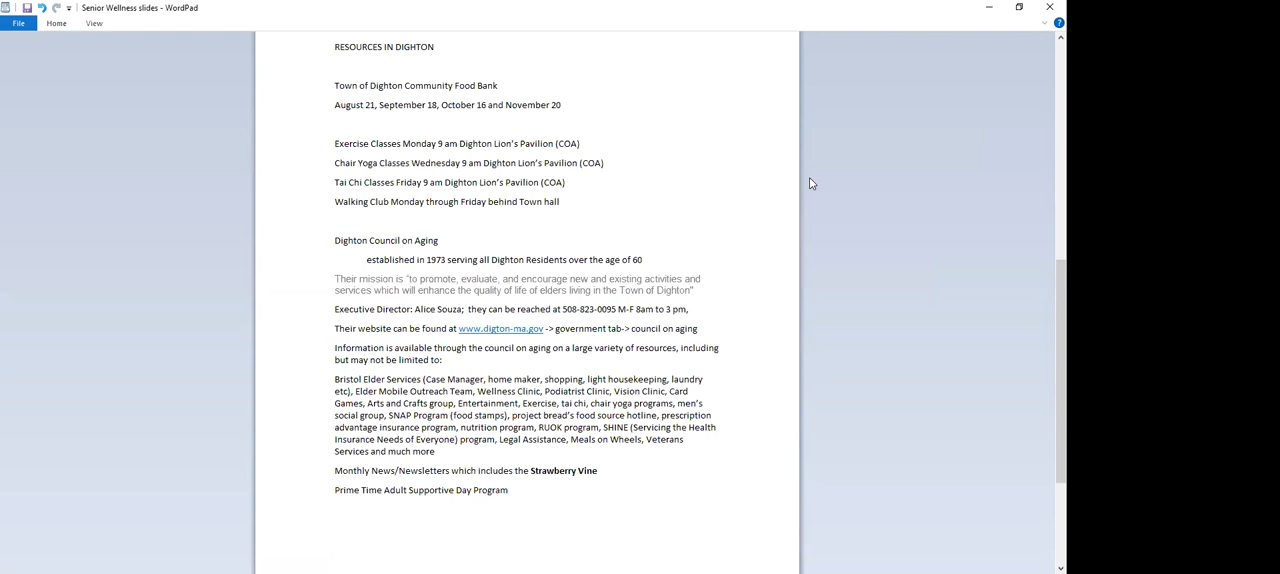 Senior Wellness slides - WordPad
File Home View
RESOURCES IN DIGHTON
Town of Dighton Community Food Bank
August 21, September 18, October 16 and November 20
Exercise Classes Monday 9 am Dighton Lion's Pavilion (COA)
Chair Yoga Classes Wednesday 9 am Dighton Lion's Pavilion (COA)
Tai Chi Classes Friday 9 am Dighton Lion's Pavilion (COA)
Walking Club Monday through Friday behind Town hall
Dighton Council on Aging
established in 1973 serving all Dighton Residents over the age of 60
Their mission is "to promote, evaluate, and encourage new and existing activities and
services which will enhance the quality of life of elders living in the Town of Dighton"
Executive Director: Alice Souza; they can be reached at 508-823-0095 M-F 8am to 3 pm,
Their website can be found at www.digton-ma.gov -> government tab-> council on aging
Information is available through the council on aging on a large variety of resources, including
but may not be limited to:
Bristol Elder Services (Case Manager, home maker, shopping, light housekeeping, laundry
etc), Elder Mobile Outreach Team, Wellness Clinic, Podiatrist Clinic, Vision Clinic, Card
Games, Arts and Crafts group, Entertainment, Exercise, tai chi, chair yoga programs, men's
social group, SNAP Program (food stamps), project bread's food source hotline, prescription
advantage insurance program, nutrition program, RUOK program, SHINE (Servicing the Health
Insurance Needs of Everyone) program, Legal Assistance, Meals on Wheels, Veterans
Services and much more
Monthly News/Newsletters which includes the Strawberry Vine
Prime Time Adult Supportive Day Program